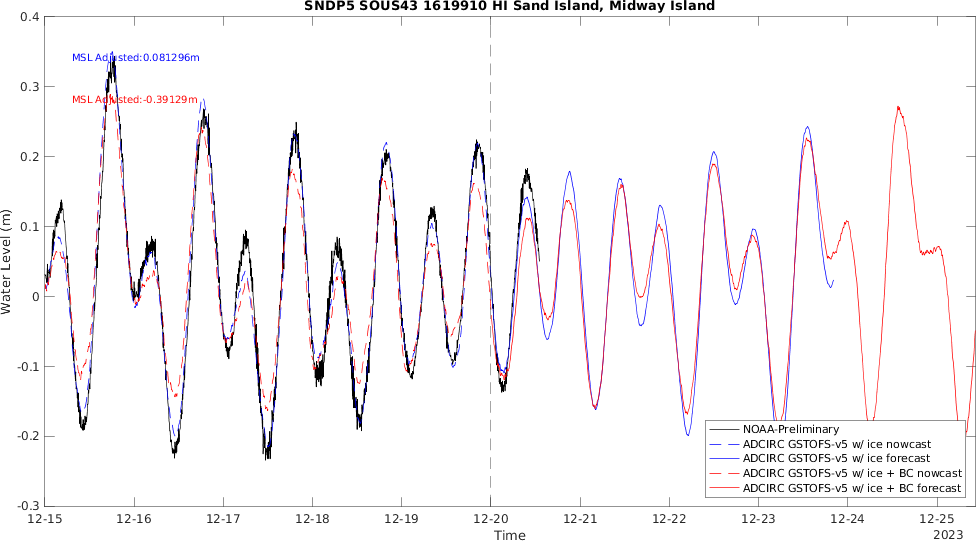 SNDP5 SOUS43 1619910 HI Sand Island, Midway Island
0.4
0.3
0.2
0.1
0
-0.1
-0.2
-0.3
Water Level (m)
MSL Adjusted:0.081296m
MSL Adjusted:-0.39129m
NOAA-Preliminary
ADCIRC GSTOFS-v5 w/ ice nowcast
ADCIRC GSTOFS-v5 w/ ice forecast
ADCIRC GSTOFS-v5 w/ ice + BC nowcast
ADCIRC GSTOFS-v5 w/ ice + BC forecast
12-15 12-16 12-17 12-18 12-19 12-20 12-21 12-22 12-23 12-24 12-25
Time
2023